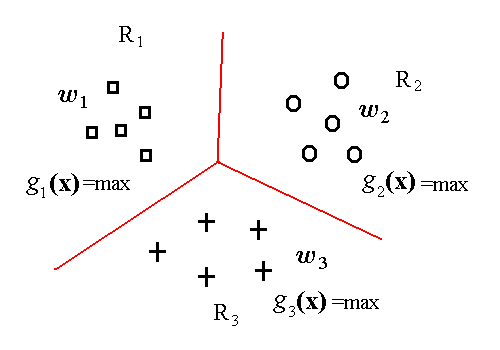 R₁
R₂
w₁
w₂
g₁(x)=max
g₂(x)=max
w₃
g₃(x)=max
R₃